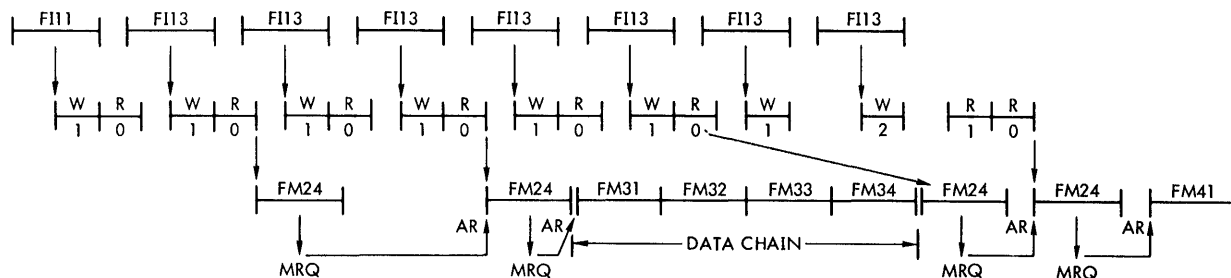 FI11 FI13 FI13 FI13 FI13 FI13 FI13 FI13
W R W R W R W R W R W R W W R R
1 0 1 0 1 0 1 0 1 0 1 0 1 2 1 0
FM24 FM24 FM31 FM32 FM33 FM34 FM24 FM24 FM41
AR AR AR AR
DATA CHAIN
MRQ MRQ MRQ MRQ